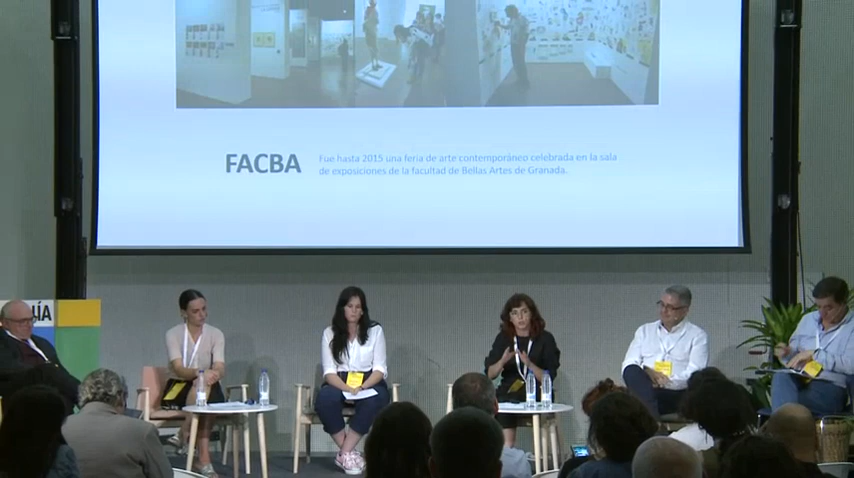 FACBA
Fue hasta 2015 una feria de arte contemporáneo celebrada en la sala
de exposiciones de la facultad de Bellas Artes de Granada.
ÍA